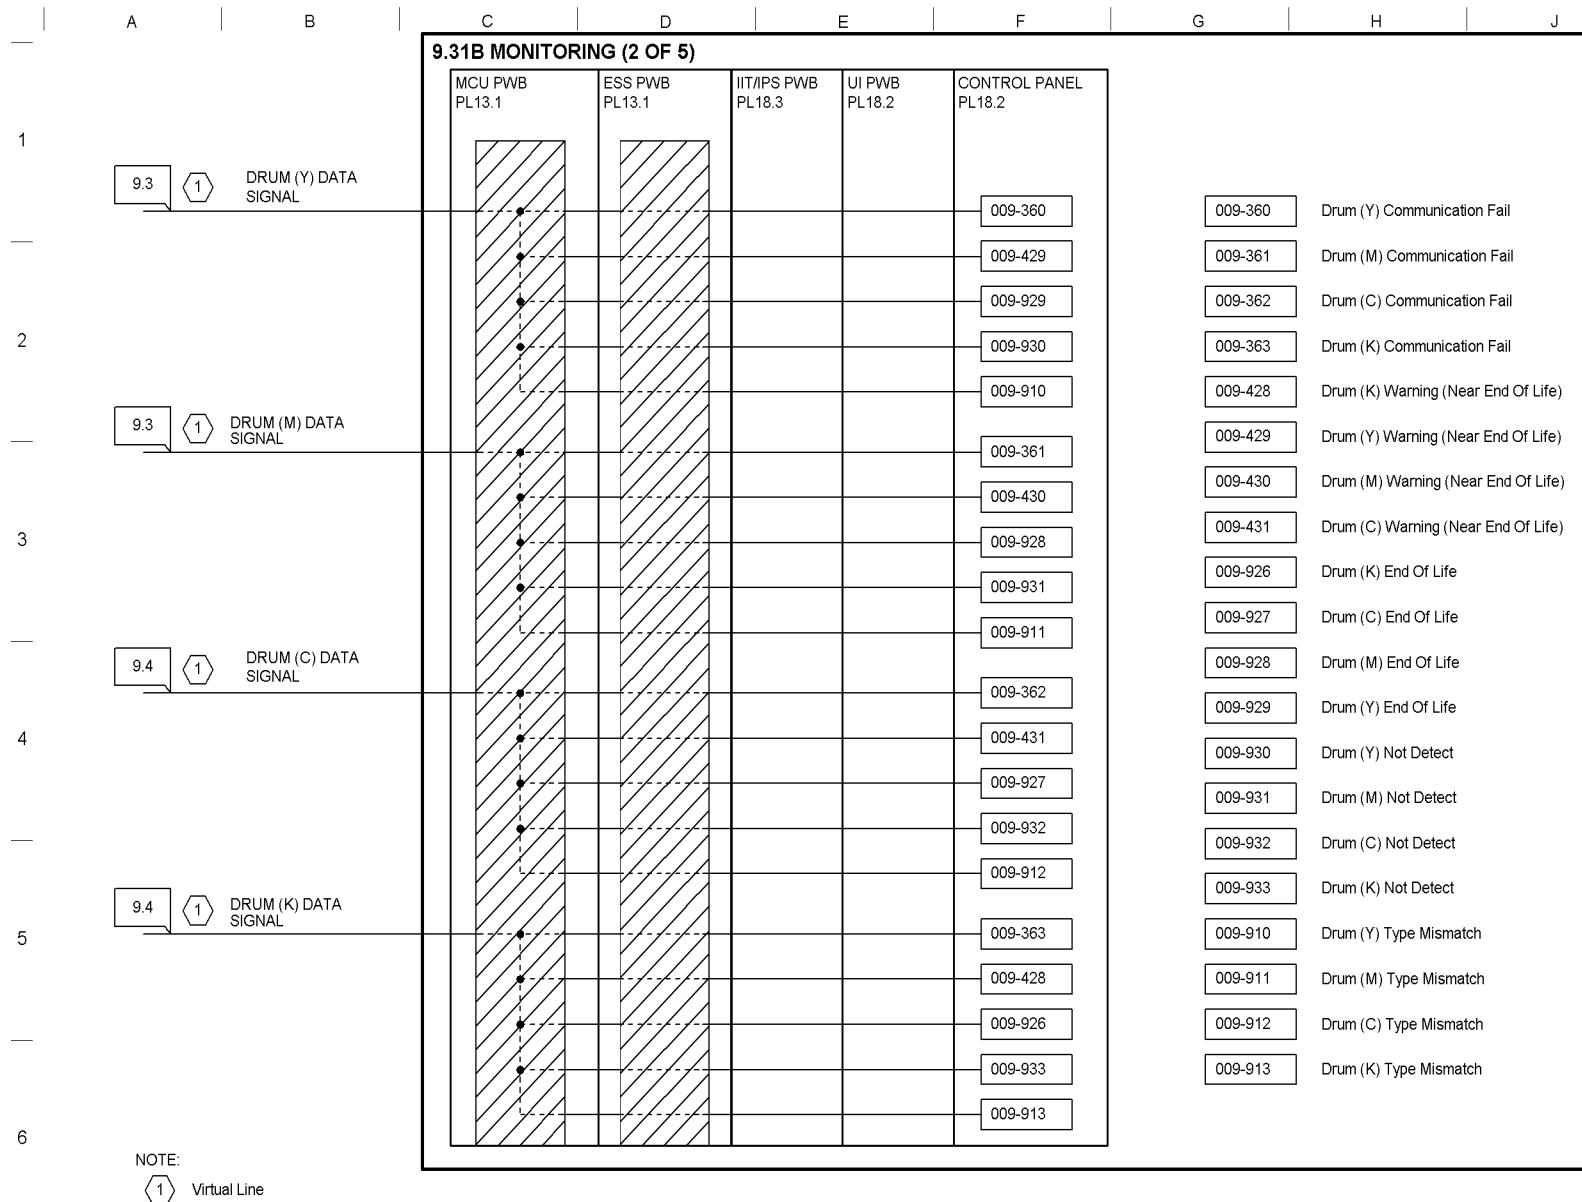 A B C D E F G H J
9.31B MONITORING (2 OF 5)
MCU PWB
PL13.1
ESS PWB
PL13.1
IIT/IPS PWB
PL18.3
UI PWB
PL18.2
CONTROL PANEL
PL18.2
1
9.3 1 DRUM (Y) DATA
SIGNAL
009-360
009-429
009-929
2
009-930
009-910
9.3 1 DRUM (M) DATA
SIGNAL
009-361
009-430
3
009-928
009-931
009-911
9.4 1 DRUM (C) DATA
SIGNAL
009-362
4
009-431
009-927
009-932
009-912
9.4 1 DRUM (K) DATA
SIGNAL
5
009-363
009-428
009-926
009-933
009-913
6
009-360 Drum (Y) Communication Fail
009-361 Drum (M) Communication Fail
009-362 Drum (C) Communication Fail
009-363 Drum (K) Communication Fail
009-428 Drum (K) Warning (Near End Of Life)
009-429 Drum (Y) Warning (Near End Of Life)
009-430 Drum (M) Warning (Near End Of Life)
009-431 Drum (C) Warning (Near End Of Life)
009-926 Drum (K) End Of Life
009-927 Drum (C) End Of Life
009-928 Drum (M) End Of Life
009-929 Drum (Y) End Of Life
009-930 Drum (Y) Not Detect
009-931 Drum (M) Not Detect
009-932 Drum (C) Not Detect
009-933 Drum (K) Not Detect
009-910 Drum (Y) Type Mismatch
009-911 Drum (M) Type Mismatch
009-912 Drum (C) Type Mismatch
009-913 Drum (K) Type Mismatch
NOTE:
1 Virtual Line